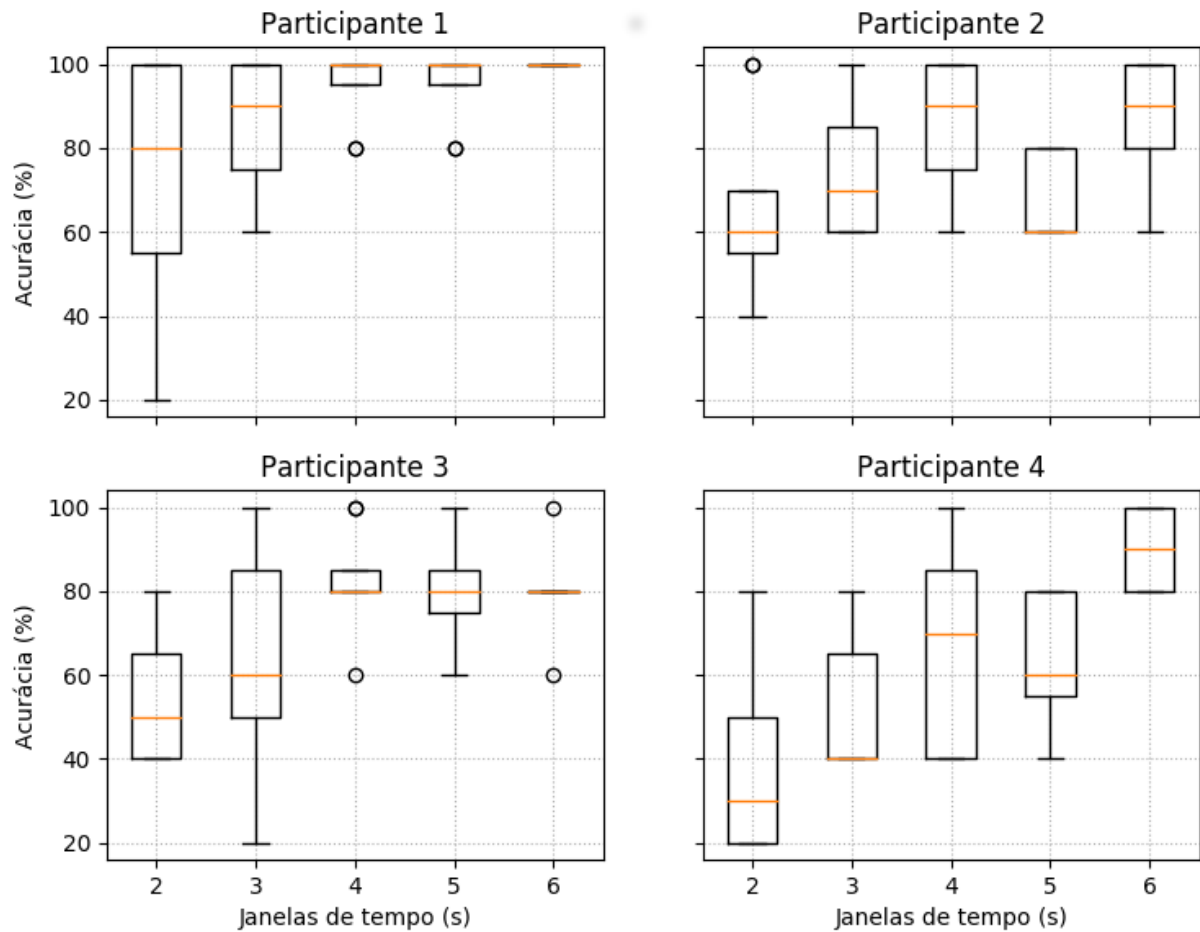 Participante 1
Participante 2
100
80
60
40
20
Acurácia (%)
Participante 3
Participante 4
100
80
60
40
20
Acurácia (%)
2 3 4 5 6
2 3 4 5 6
Janelas de tempo (s)
Janelas de tempo (s)